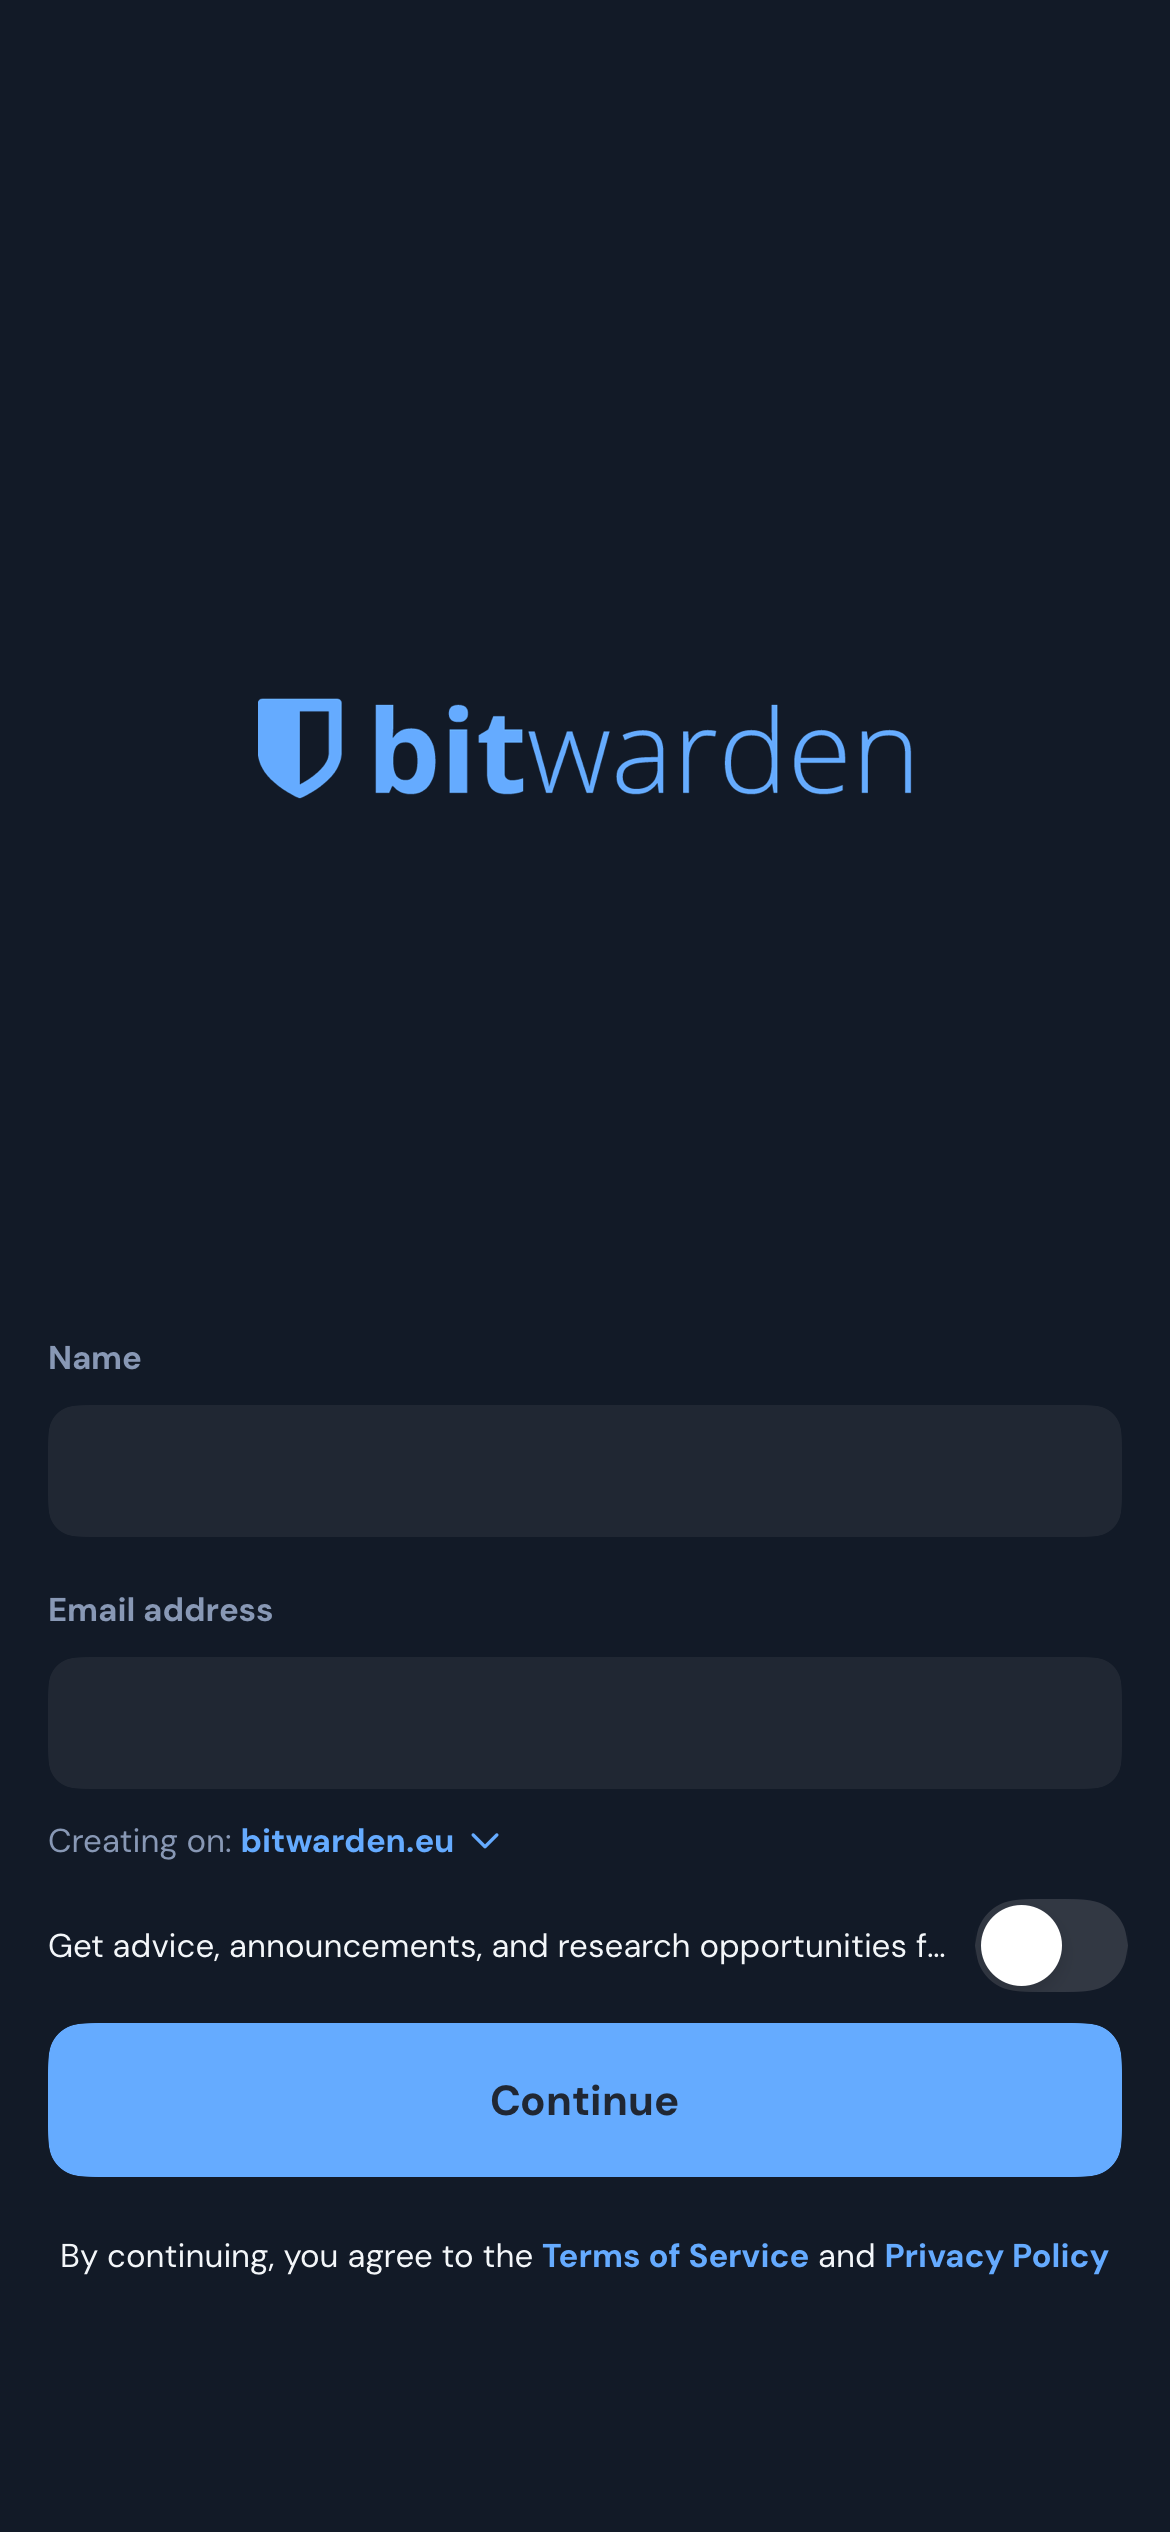 bitwarden
Name
Email address
Creating on: bitwarden.eu
Get advice, announcements, and research opportunities f...
Continue
By continuing, you agree to the Terms of Service and Privacy Policy